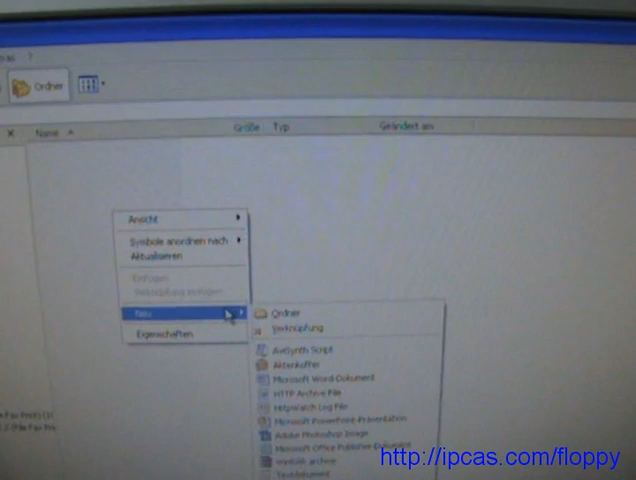 ?
Ordner
Name
Größe
Typ
Geändert am
Ansicht
Symbole anordnen nach
Aktualisieren
Einfügen
Verknüpfung einfügen
Neu
Eigenschaften
Ordner
Verknüpfung
AviSynth Script
Aktenkoffer
Microsoft Word-Dokument
HTTP Archive File
HttpWatch Log File
Microsoft PowerPoint-Präsentation
Adobe Photoshop Image
Microsoft Office Publisher-Dokument
WinRAR archive
Textdokument
http://ipcas.com/floppy